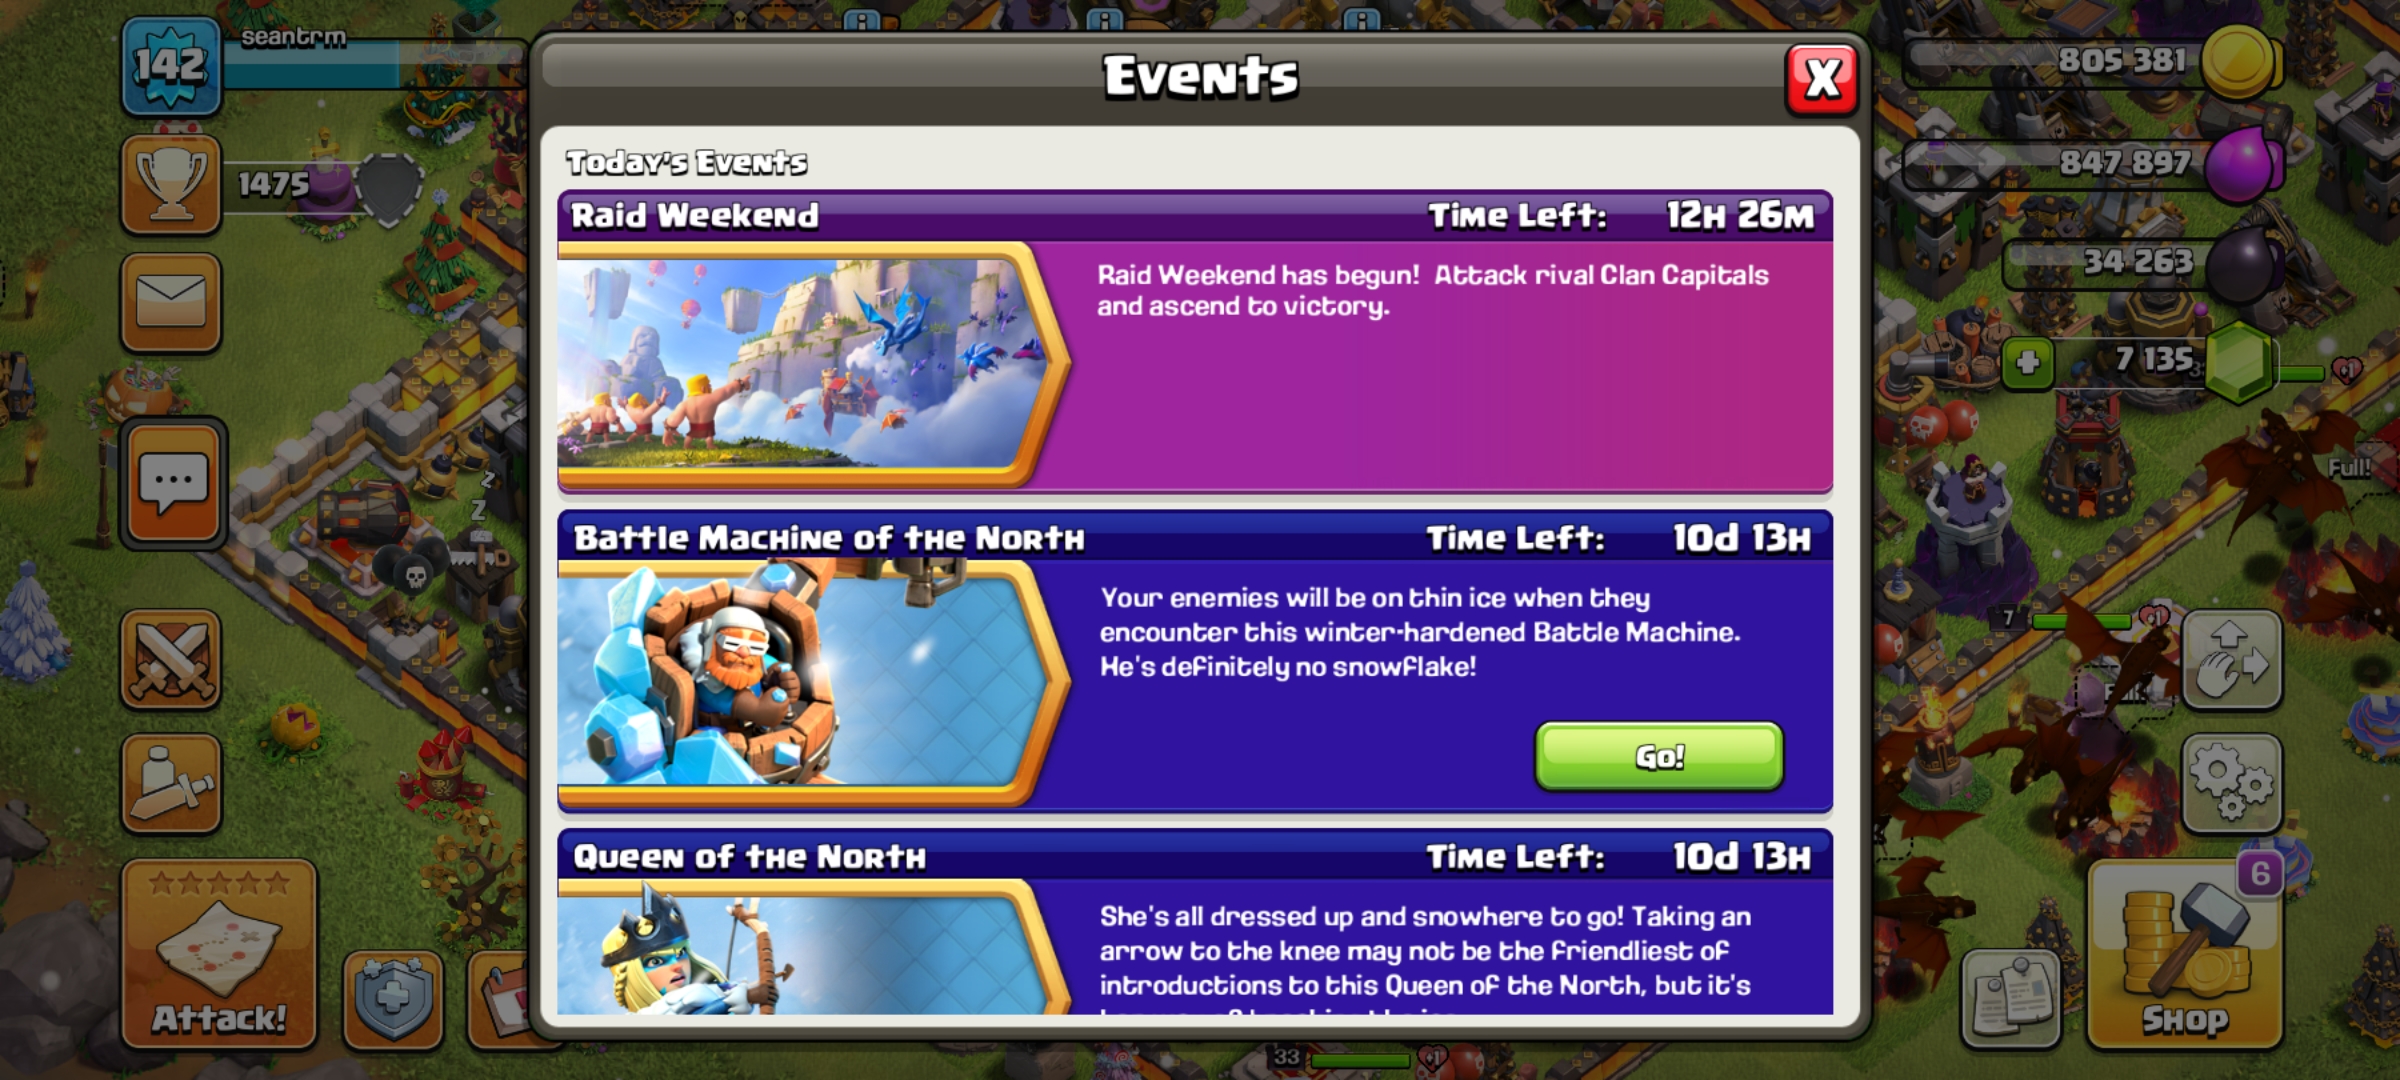 142
seantrm
1475
Events
X
805 381
847 897
34 263
7 135
Today's Events
Raid Weekend
Time Left: 12h 26m
Raid Weekend has begun! Attack rival Clan Capitals
and ascend to victory.
Battle Machine of the North
Time Left: 10d 13h
Your enemies will be on thin ice when they
encounter this winter-hardened Battle Machine.
He's definitely no snowflake!
Go!
Queen of the North
Time Left: 10d 13h
She's all dressed up and snowhere to go! Taking an
arrow to the knee may not be the friendliest of
introductions to this Queen of the North, but it's
Full!
7
+1
z
Z
Attack!
6
Shop
33
+1